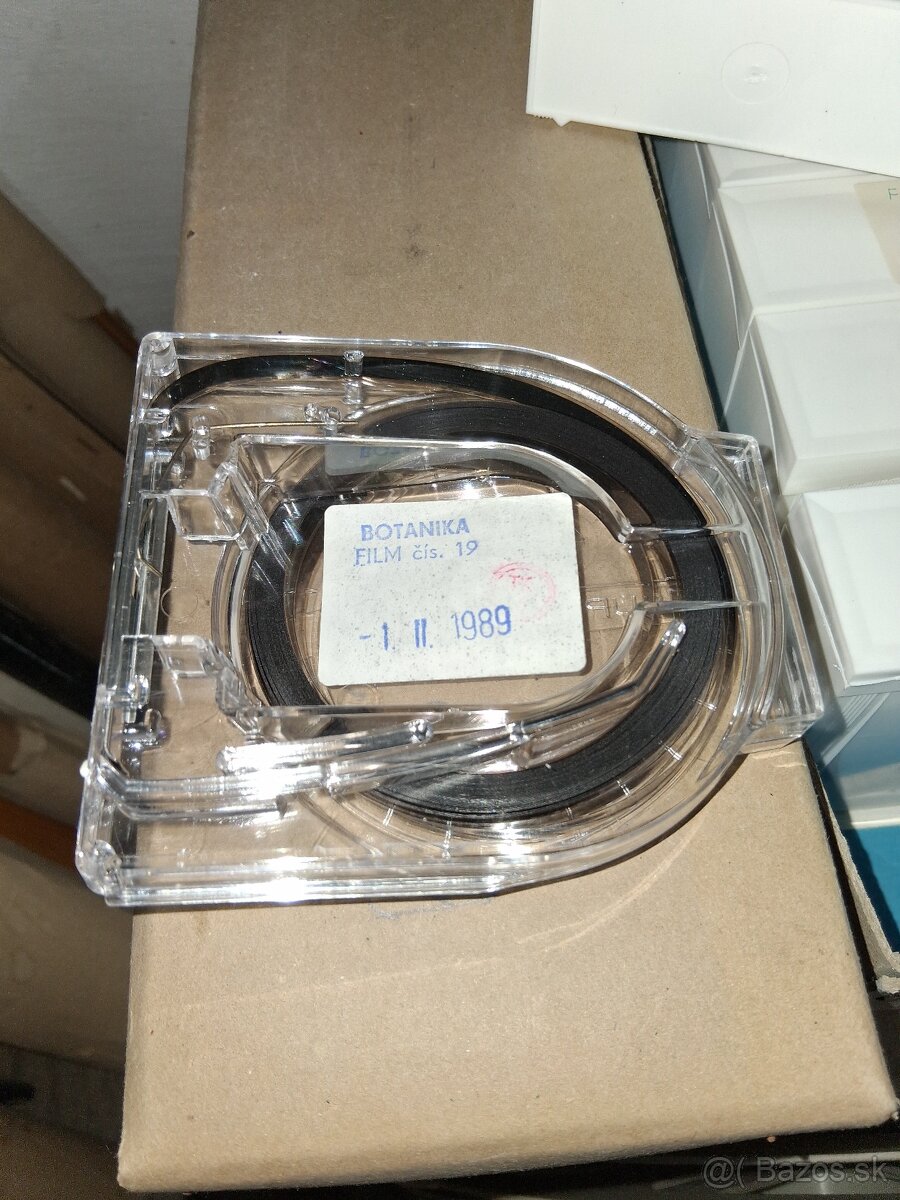 F
BOTANIKA
FILM čís. 19
-1. II. 1989
@( Bazos.sk